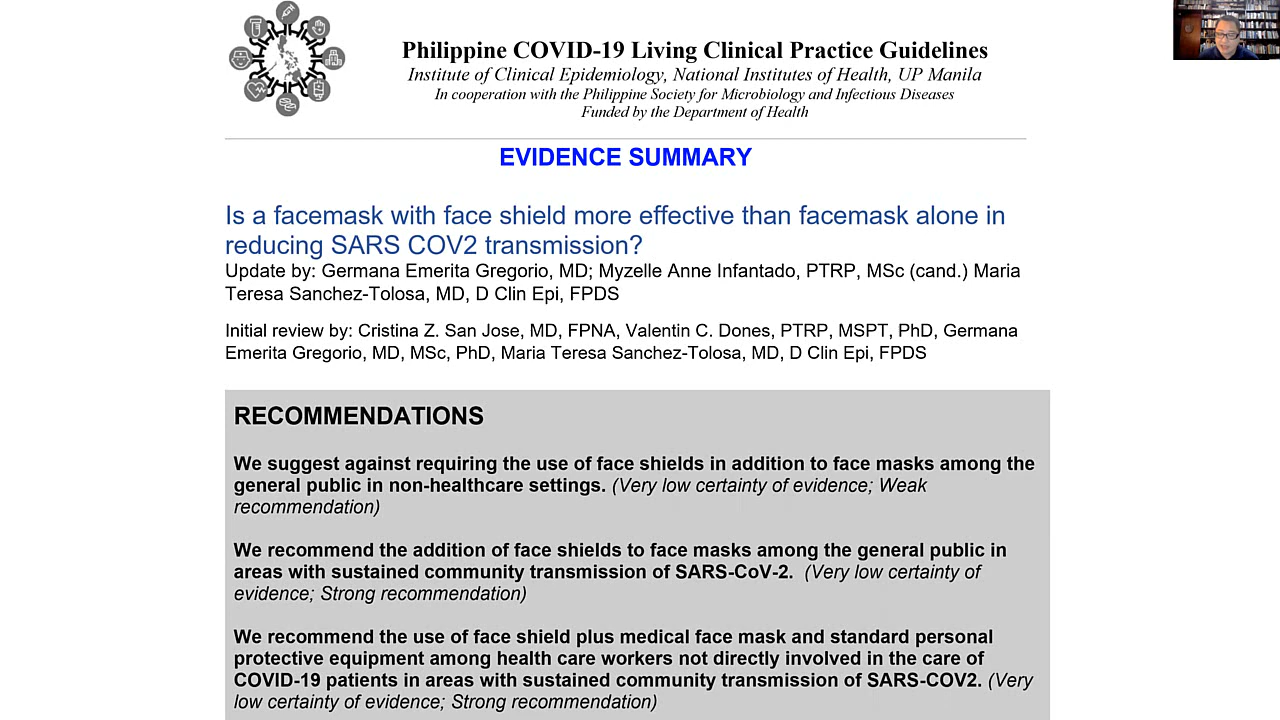 Philippine COVID-19 Living Clinical Practice Guidelines
Institute of Clinical Epidemiology, National Institutes of Health, UP Manila
In cooperation with the Philippine Society for Microbiology and Infectious Diseases
Funded by the Department of Health
EVIDENCE SUMMARY
Is a facemask with face shield more effective than facemask alone in
reducing SARS COV2 transmission?
Update by: Germana Emerita Gregorio, MD; Myzelle Anne Infantado, PTRP, MSc (cand.) Maria
Teresa Sanchez-Tolosa, MD, D Clin Epi, FPDS
Initial review by: Cristina Z. San Jose, MD, FPNA, Valentin C. Dones, PTRP, MSPT, PhD, Germana
Emerita Gregorio, MD, MSc, PhD, Maria Teresa Sanchez-Tolosa, MD, D Clin Epi, FPDS
RECOMMENDATIONS
We suggest against requiring the use of face shields in addition to face masks among the
general public in non-healthcare settings. (Very low certainty of evidence; Weak
recommendation)
We recommend the addition of face shields to face masks among the general public in
areas with sustained community transmission of SARS-CoV-2. (Very low certainty of
evidence; Strong recommendation)
We recommend the use of face shield plus medical face mask and standard personal
protective equipment among health care workers not directly involved in the care of
COVID-19 patients in areas with sustained community transmission of SARS-COV2. (Very
low certainty of evidence; Strong recommendation)